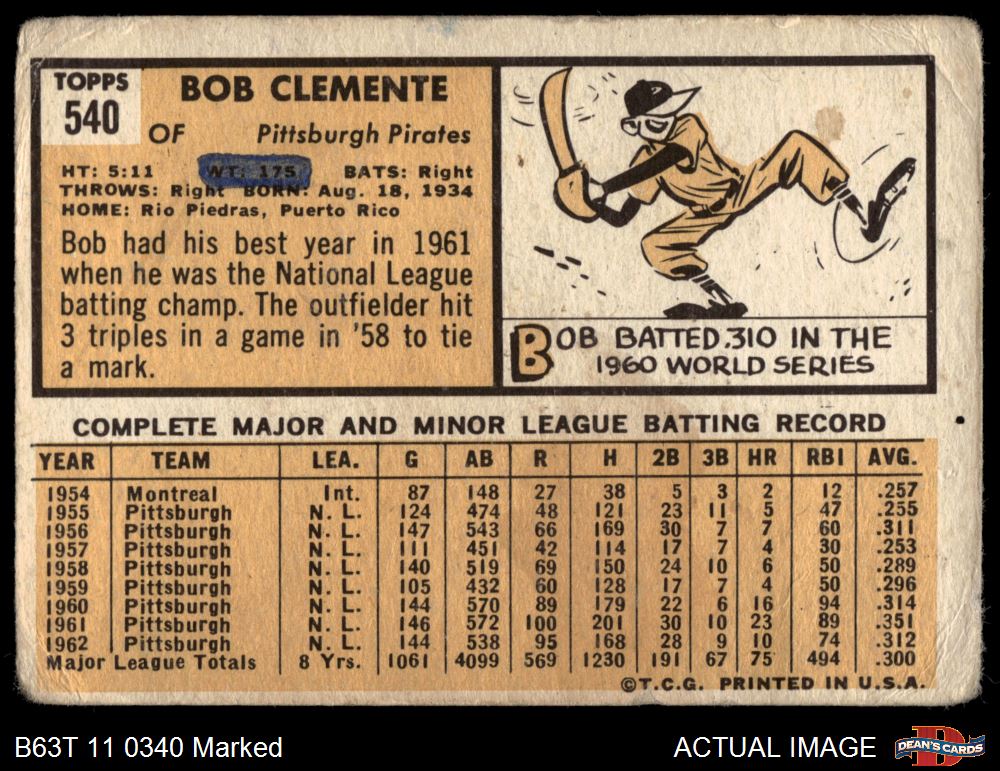 TOPPS
540
BOB CLEMENTE
OF Pittsburgh Pirates
HT: 5:11 WT: 175 BATS: Right
THROWS: Right BORN: Aug. 18, 1934
HOME: Rio Piedras, Puerto Rico
Bob had his best year in 1961
when he was the National League
batting champ. The outfielder hit
3 triples in a game in '58 to tie
a mark.
BOB BATTED .310 IN THE
1960 WORLD SERIES
COMPLETE MAJOR AND MINOR LEAGUE BATTING RECORD
YEAR TEAM LEA. G AB R H 2B 3B HR RBI AVG.
1954 Montreal Int. 87 148 27 38 5 3 2 12 .257
1955 Pittsburgh N. L. 124 474 48 121 23 11 5 47 .255
1956 Pittsburgh N. L. 147 543 66 169 30 7 7 60 .311
1957 Pittsburgh N. L. 111 451 42 114 17 7 4 30 .253
1958 Pittsburgh N. L. 140 519 69 150 24 10 6 50 .289
1959 Pittsburgh N. L. 105 432 60 128 17 7 4 50 .296
1960 Pittsburgh N. L. 144 570 89 179 22 6 16 94 .314
1961 Pittsburgh N. L. 146 572 100 201 30 10 23 89 .351
1962 Pittsburgh N. L. 144 538 95 168 28 9 10 74 .312
Major League Totals 8 Yrs. 1061 4099 569 1230 191 67 75 494 .300
©T.C.G. PRINTED IN U.S.A.
B63T 11 0340 Marked ACTUAL IMAGE DEAN'S CARDS